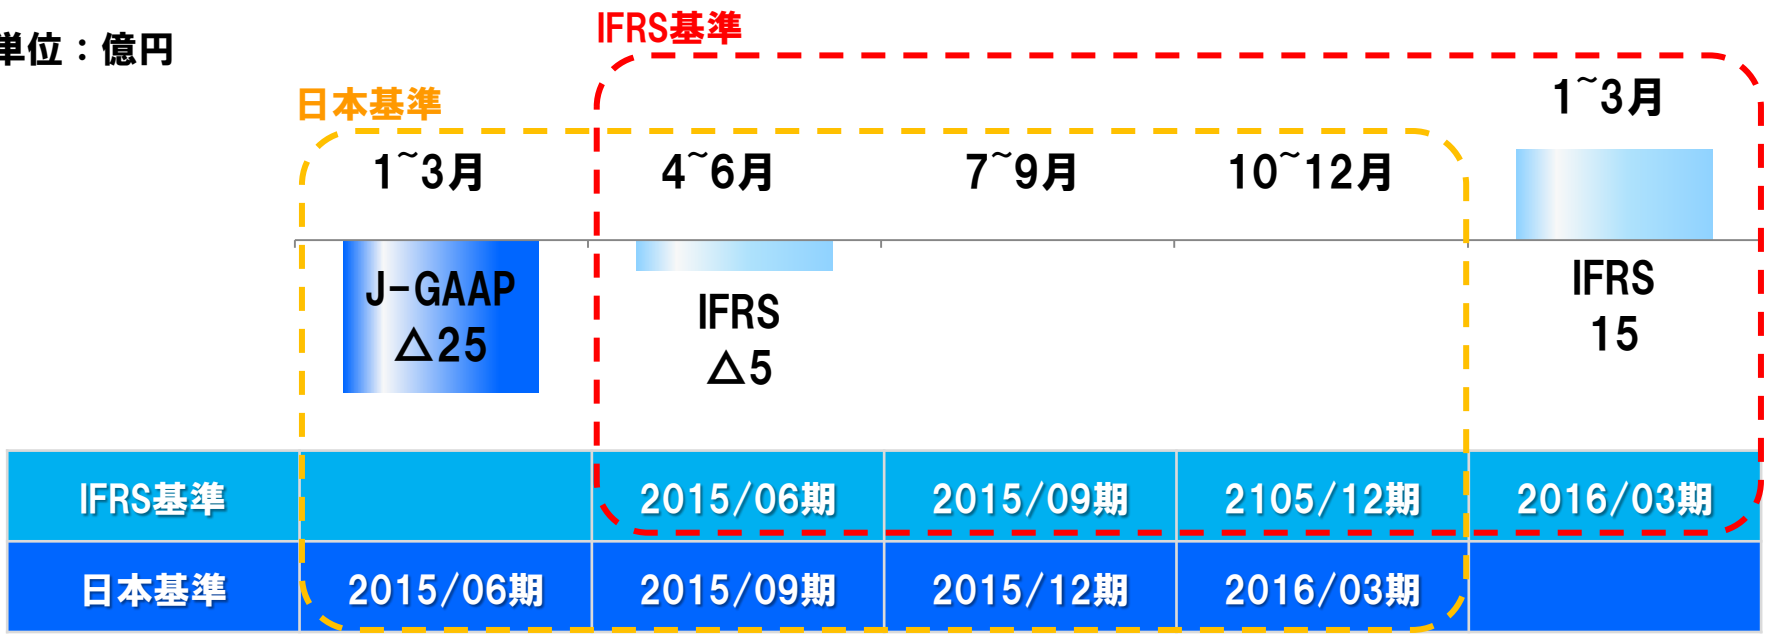 IFRS基準
単位：億円
日本基準
1~3月
1~3月
4~6月
7~9月
10~12月
J-GAAP
△25
IFRS
△5
IFRS
15
IFRS基準
2015/06期
2015/09期
2105/12期
2016/03期
日本基準
2015/06期
2015/09期
2015/12期
2016/03期